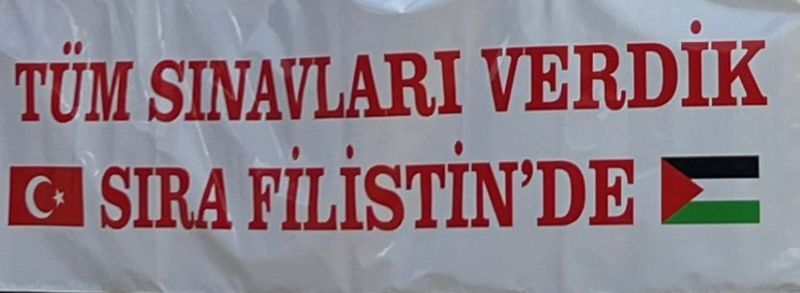 TÜM SINAVLARI VERDİK
SIRA FİLİSTİN'DE